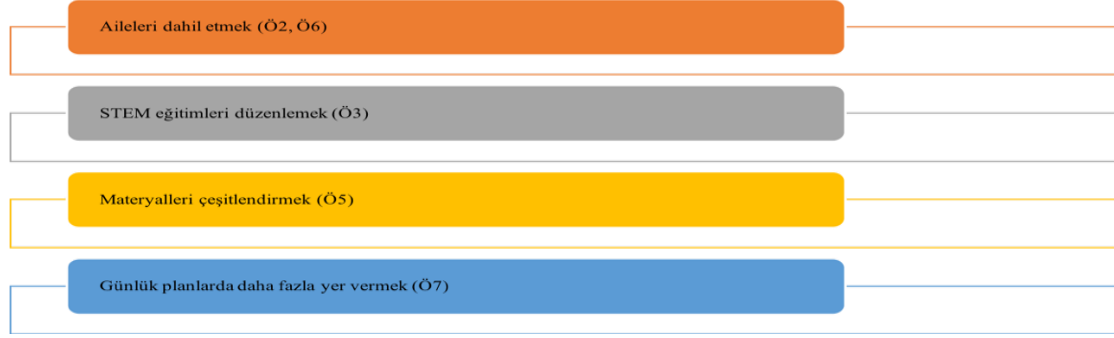 Aileleri dahil etmek (Ö2, Ö6)
STEM eğitimleri düzenlemek (Ö3)
Materyalleri çeşitlendirmek (Ö5)
Günlük planlarda daha fazla yer vermek (Ö7)